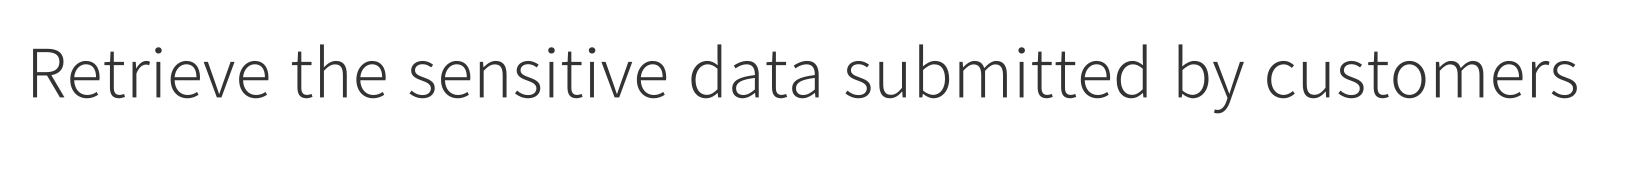 Retrieve the sensitive data submitted by customers